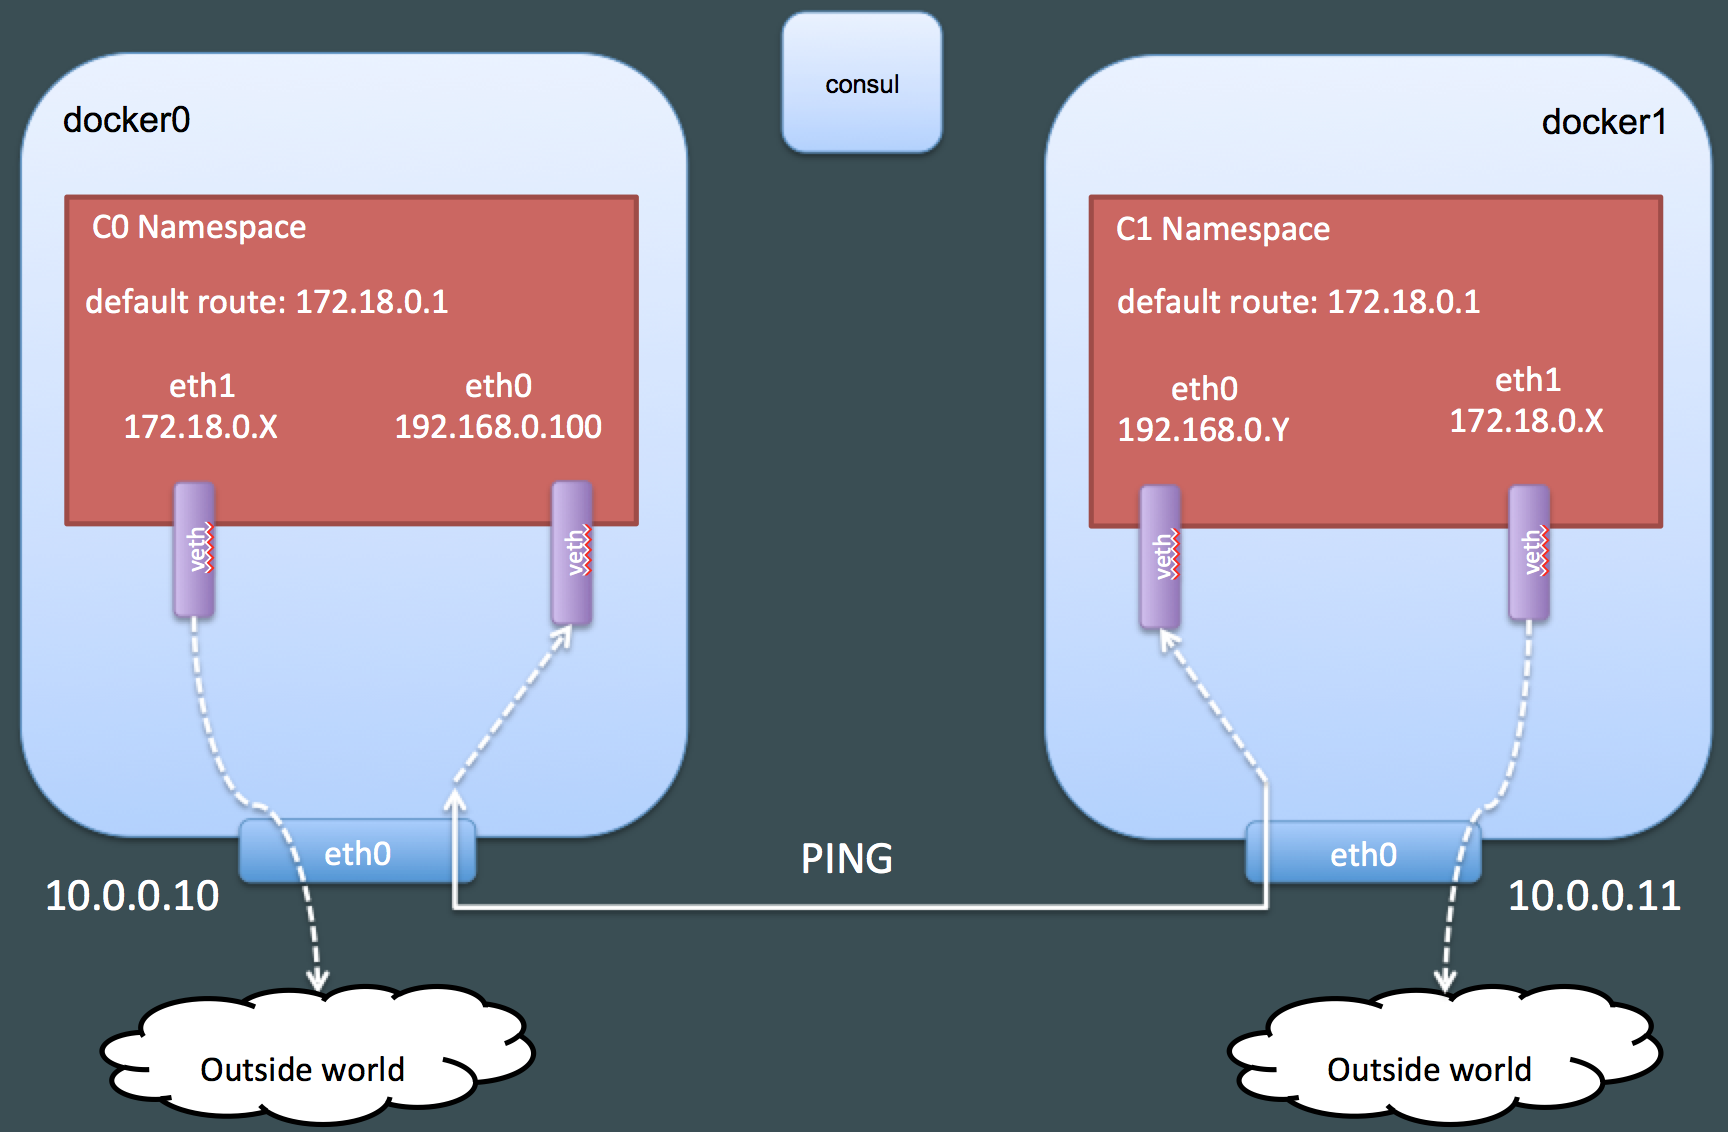 consul
docker0
C0 Namespace
default route: 172.18.0.1
eth1
172.18.0.X
eth0
192.168.0.100
veth
veth
eth0
10.0.0.10
Outside world
PING
docker1
C1 Namespace
default route: 172.18.0.1
eth0
192.168.0.Y
eth1
172.18.0.X
veth
veth
eth0
10.0.0.11
Outside world